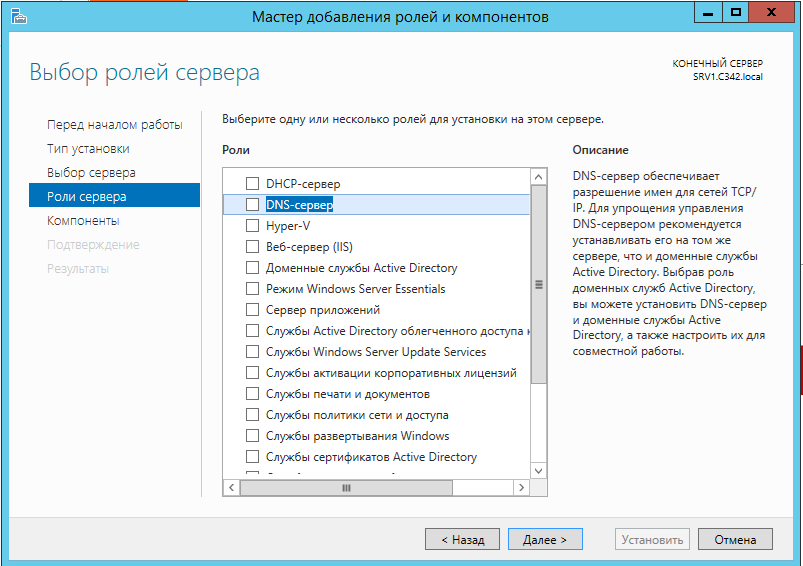 Мастер добавления ролей и компонентов
Выбор ролей сервера
КОНЕЧНЫЙ СЕРВЕР
SRV1.C342.local
Перед началом работы
Тип установки
Выбор сервера
Роли сервера
Компоненты
Подтверждение
Результаты
Выберите одну или несколько ролей для установки на этом сервере.
Роли
DHCP-сервер
DNS-сервер
Hyper-V
Веб-сервер (IIS)
Доменные службы Active Directory
Режим Windows Server Essentials
Сервер приложений
Службы Active Directory облегченного доступа
Службы Windows Server Update Services
Службы активации корпоративных лицензий
Службы печати и документов
Службы политики сети и доступа
Службы развертывания Windows
Службы сертификатов Active Directory
Описание
DNS-сервер обеспечивает
разрешение имен для сетей TCP/
IP. Для упрощения управления
DNS-сервером рекомендуется
устанавливать его на том же
сервере, что и доменные службы
Active Directory. Выбрав роль
доменных служб Active Directory,
вы можете установить DNS-сервер
и доменные службы Active
Directory, а также настроить их для
совместной работы.
< Назад
Далее >
Установить
Отмена